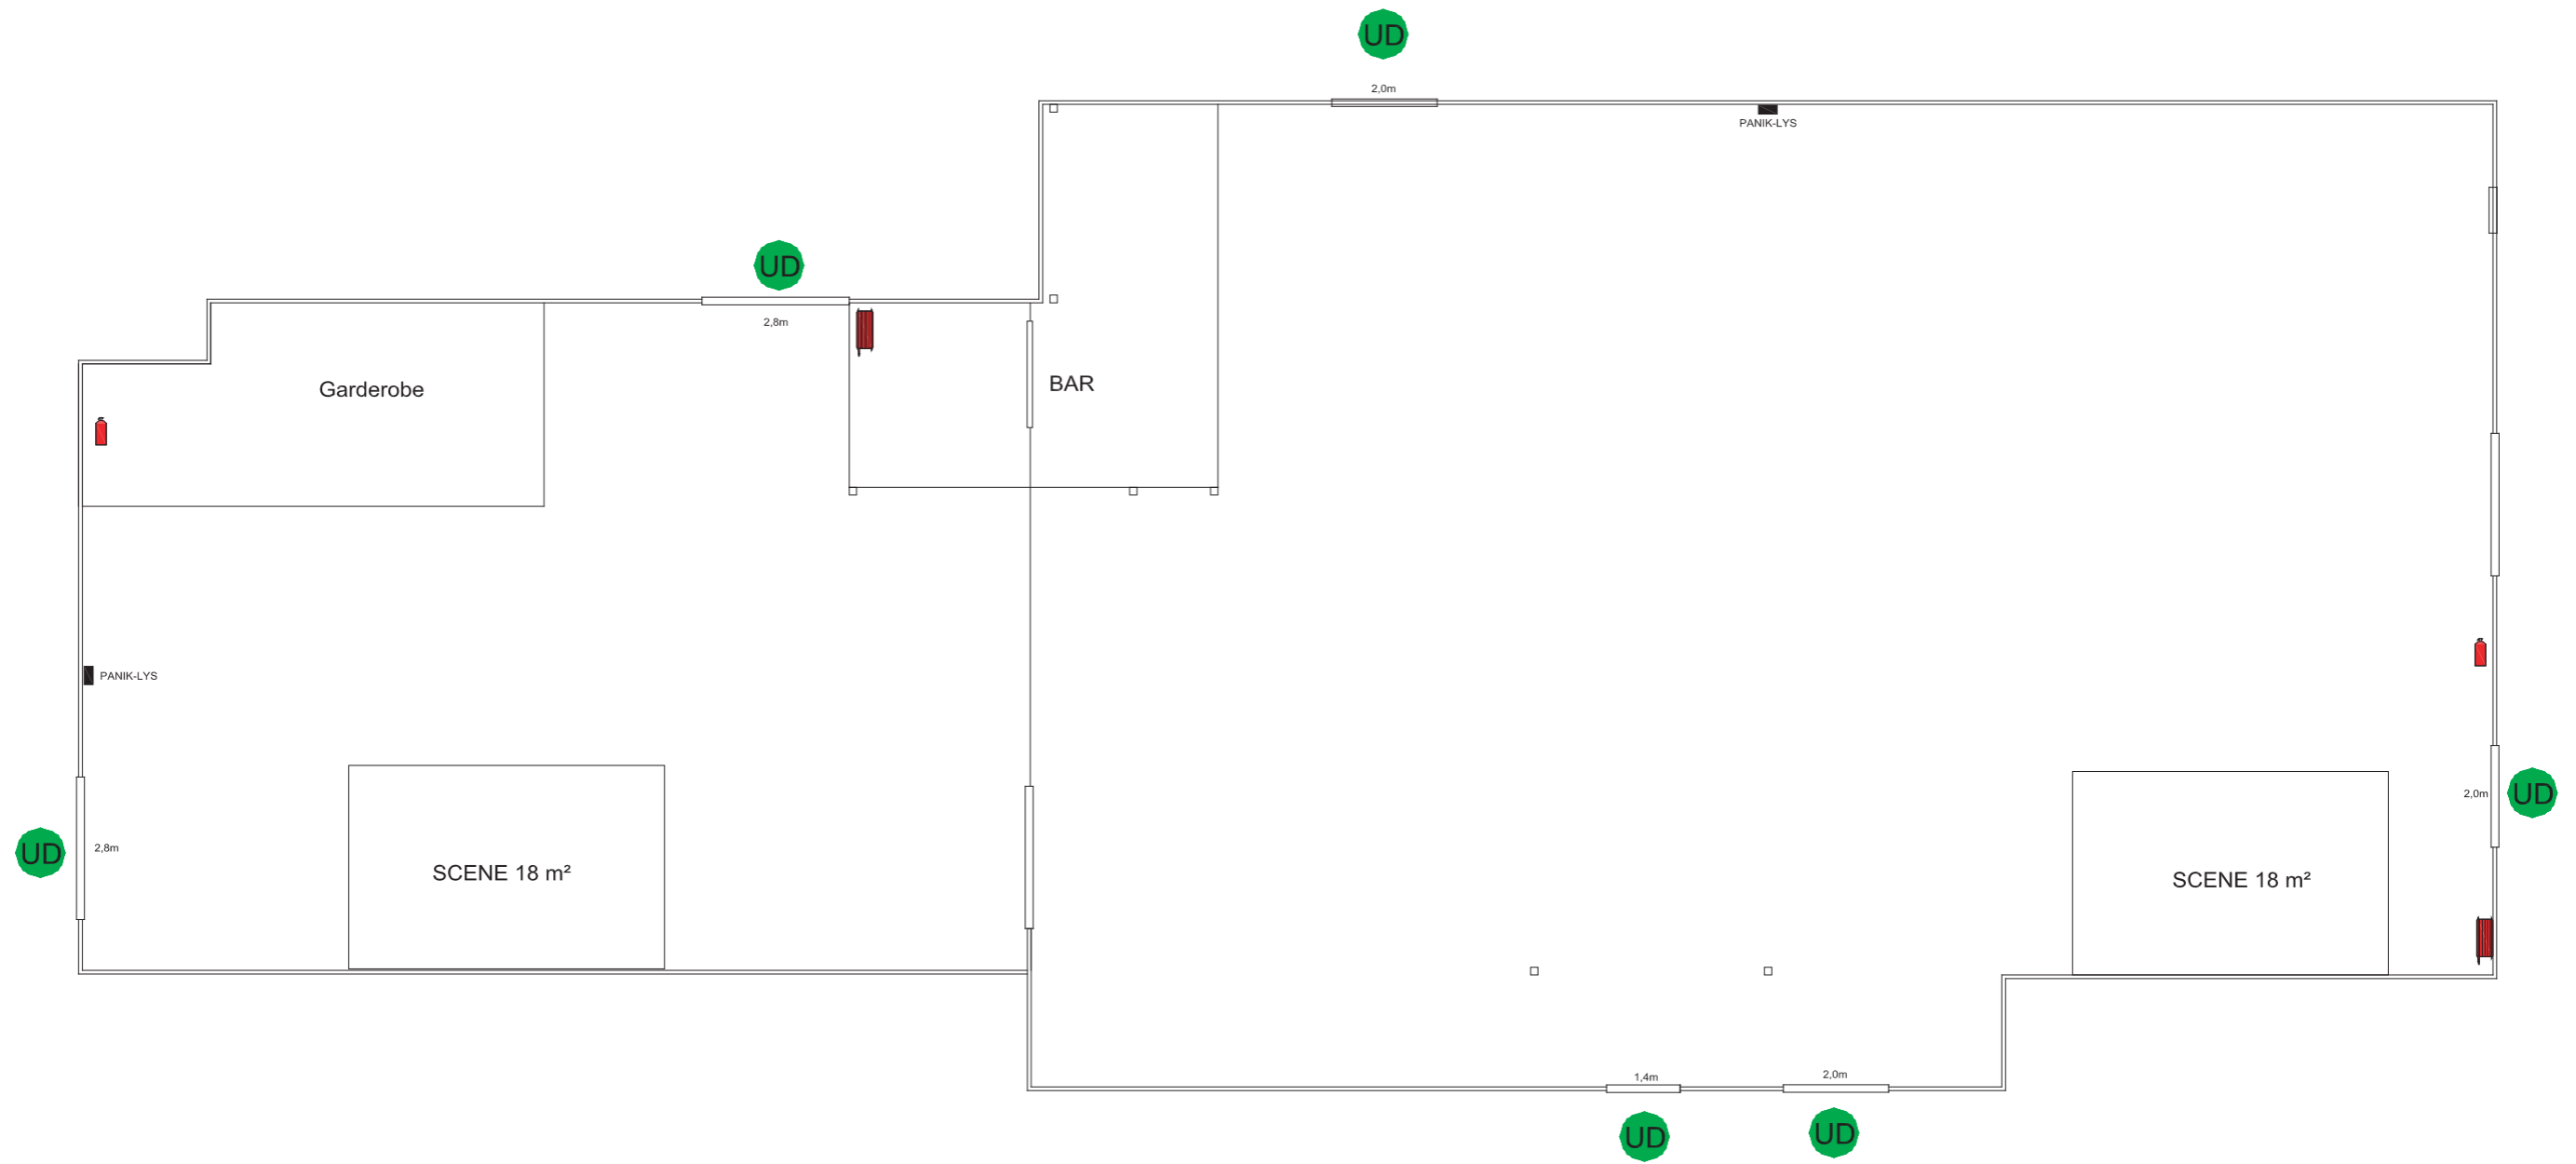 UD
2,0m
PANIK-LYS
UD
2,8m
Garderobe
BAR
PANIK-LYS
2,8m
UD
SCENE 18 m²
2,0m
UD
SCENE 18 m²
1,4m
2,0m
UD
UD